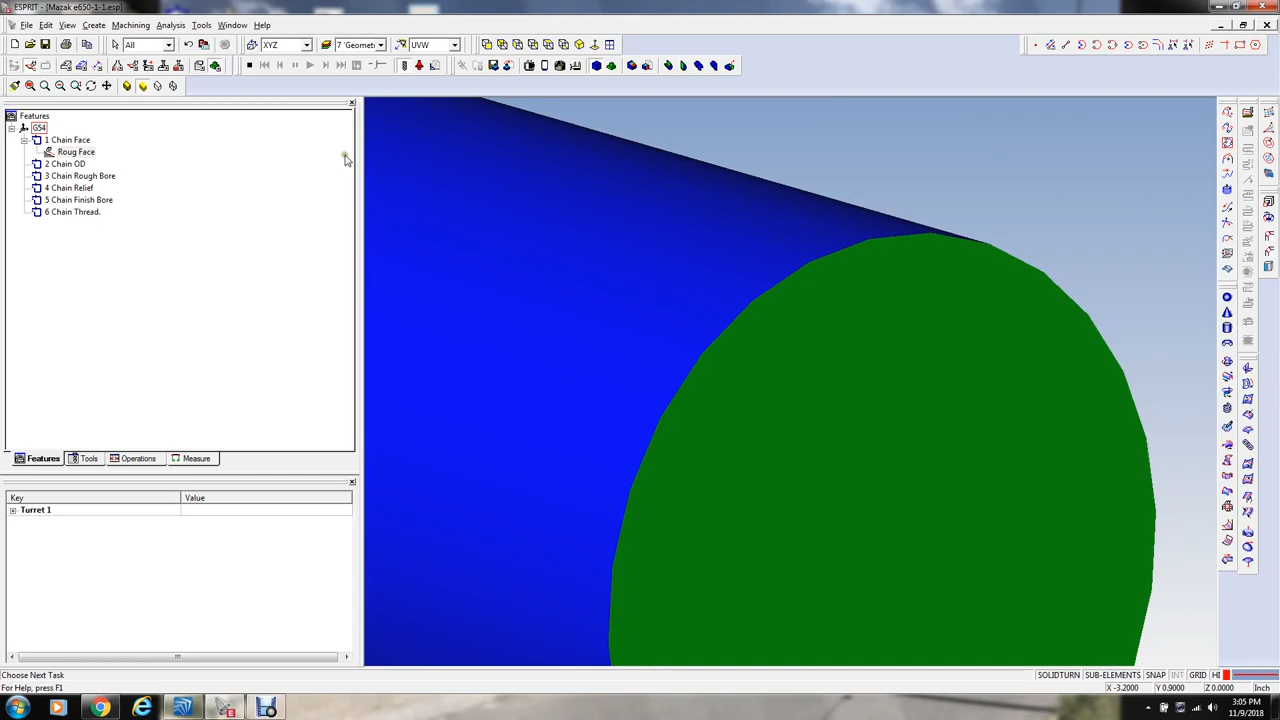 ESPRIT - [Mazak e650-1-1.esp]
File Edit View Create Machining Analysis Tools Window Help
All
XYZ
7 'Geometr
UVW
Features
G54
1 Chain Face
Roug Face
2 Chain OD
3 Chain Rough Bore
4 Chain Relief
5 Chain Finish Bore
6 Chain Thread.
Features Tools Operations Measure
Key Value
Turret 1
Choose Next Task
SOLIDTURN SUB-ELEMENTS SNAP INT GRID HI
For Help, press F1
X -3.2000 Y 0.9000 Z 0.0000 Inch
3:05 PM
11/9/2018